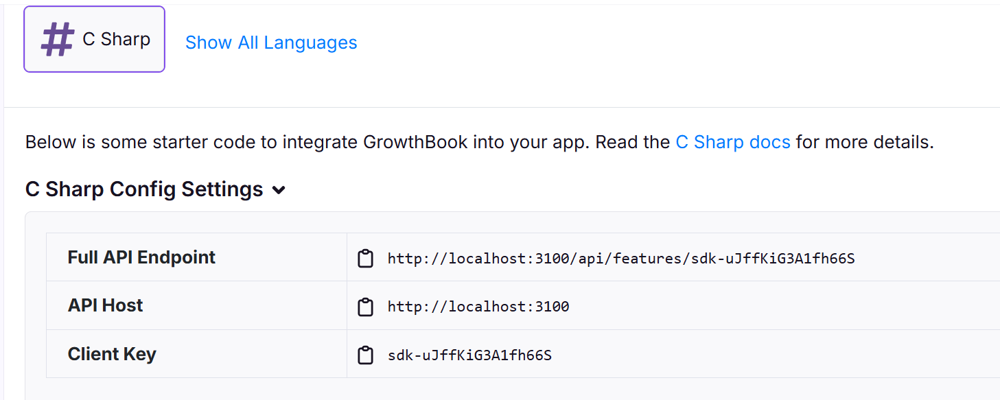 C Sharp
Show All Languages
Below is some starter code to integrate GrowthBook into your app. Read the C Sharp docs for more details.
C Sharp Config Settings
Full API Endpoint http://localhost:3100/api/features/sdk-uJffKiG3A1fh66S
API Host http://localhost:3100
Client Key sdk-uJffKiG3A1fh66S